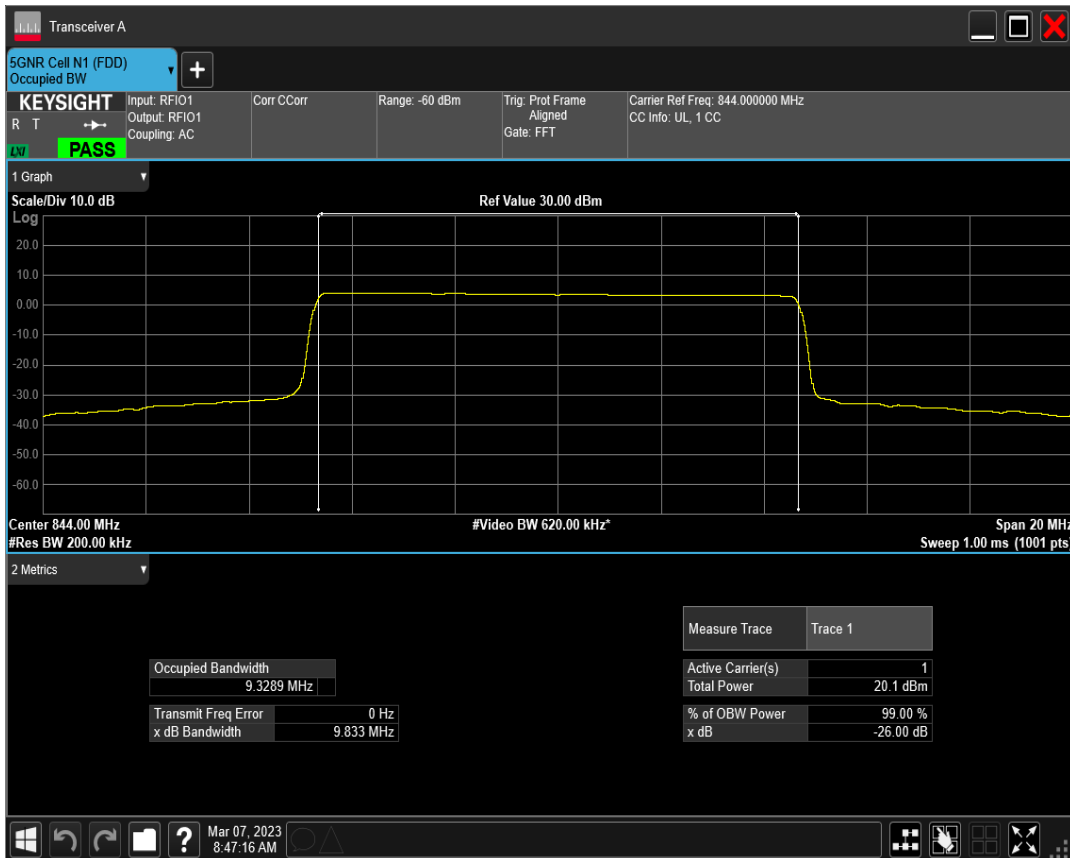 Transceiver A
5GNR Cell N1 (FDD)
Occupied BW
+
KEYSIGHT
R T
LXI
PASS
Input: RFIO1
Output: RFIO1
Coupling: AC
Corr CCorr
Range: -60 dBm
Trig: Prot Frame
Aligned
Gate: FFT
Carrier Ref Freq: 844.000000 MHz
CC Info: UL, 1 CC
1 Graph
Scale/Div 10.0 dB
Ref Value 30.00 dBm
Log
20.0
10.0
0.00
-10.0
-20.0
-30.0
-40.0
-50.0
-60.0
Center 844.00 MHz
#Video BW 620.00 kHz*
Span 20 MHz
#Res BW 200.00 kHz
Sweep 1.00 ms (1001 pts)
2 Metrics
Measure Trace Trace 1
Occupied Bandwidth
9.3289 MHz
Active Carrier(s) 1
Total Power 20.1 dBm
Transmit Freq Error 0 Hz
x dB Bandwidth 9.833 MHz
% of OBW Power 99.00 %
x dB -26.00 dB
?
Mar 07, 2023
8:47:16 AM